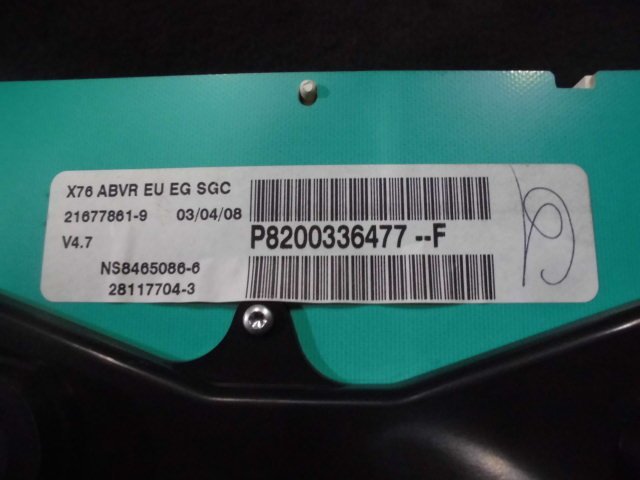 X76 ABVR EU EG SGC
21677861-9 03/04/08
V4.7
P8200336477 --F
NS8465086-6
28117704-3